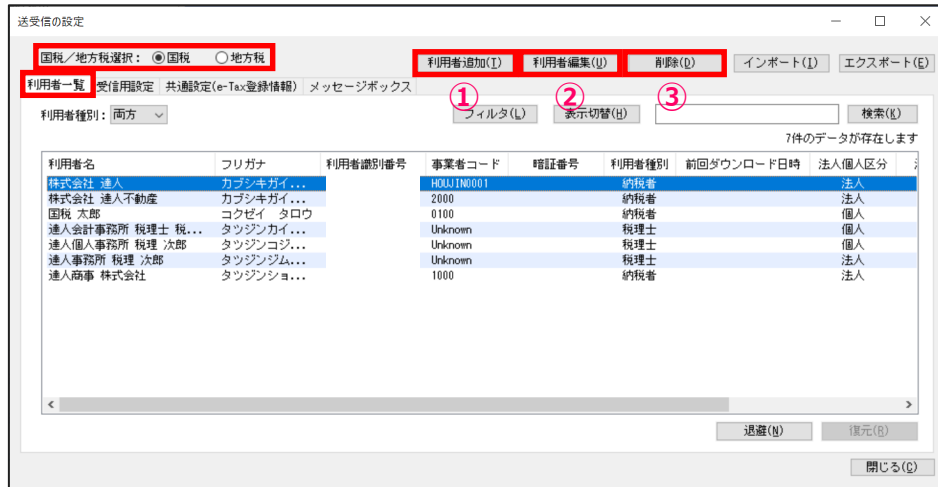 送受信の設定
国税/地方税選択: 国税 地方税
利用者追加(I) 利用者編集(U) 削除(D) インポート(I) エクスポート(E)
利用者一覧 受信用設定 共通設定(e-Tax登録情報) メッセージボックス
① ② ③
利用者種別: 両方 フィルタ(L) 表示切替(H) 検索(K)
7件のデータが存在します
利用者名 フリガナ 利用者識別番号 事業者コード 暗証番号 利用者種別 前回ダウンロード日時 法人個人区分
株式会社 達人 カブシキガイ... HOUJIN0001 納税者 法人
株式会社 達人不動産 カブシキガイ... 2000 納税者 法人
国税 太郎 コクゼイ タロウ 0100 納税者 個人
達人会計事務所 税理士 税... タツジンカイ... Unknown 税理士 個人
達人個人事務所 税理 次郎 タツジンコジ... Unknown 税理士 個人
達人事務所 税理 次郎 タツジンジム... Unknown 税理士 法人
達人商事 株式会社 タツジンショ... 1000 納税者 法人
退避(N) 復元(R)
閉じる(C)